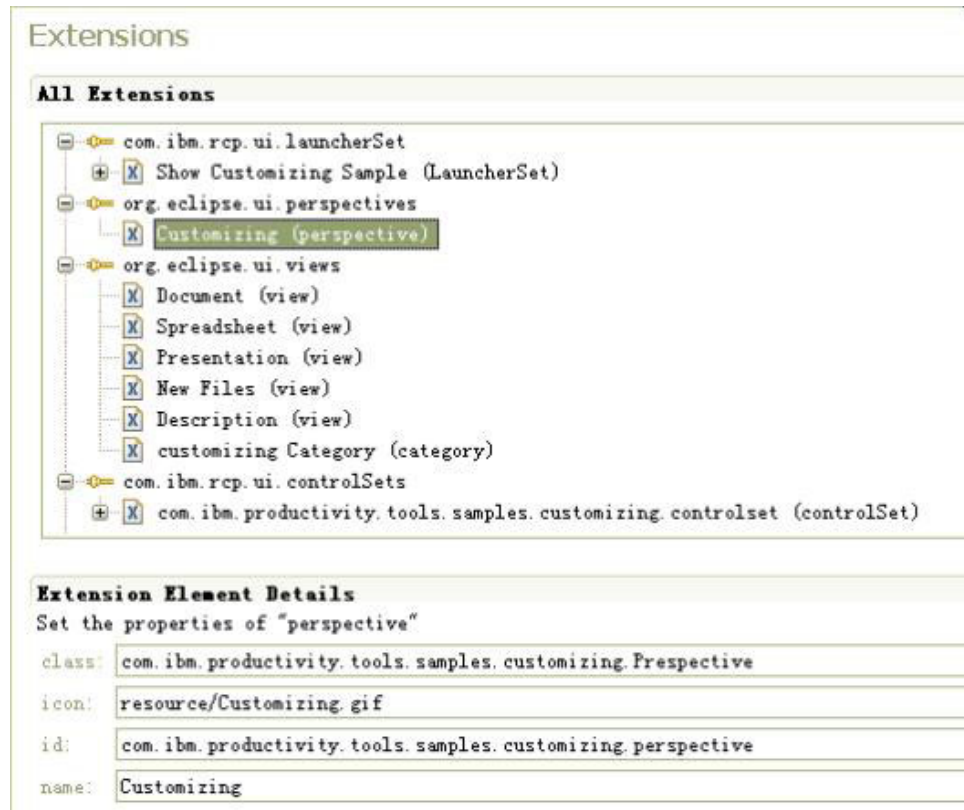 Extensions
All Extensions
com.ibm.rcp.ui.launcherSet
Show Customizing Sample (LauncherSet)
org.eclipse.ui.perspectives
Customizing (perspective)
org.eclipse.ui.views
Document (view)
Spreadsheet (view)
Presentation (view)
New Files (view)
Description (view)
customizing Category (category)
com.ibm.rcp.ui.controlSets
com.ibm.productivity.tools.samples.customizing.controlset (controlSet)
Extension Element Details
Set the properties of "perspective"
class: com.ibm.productivity.tools.samples.customizing.Prespective
icon: resource/Customizing.gif
id: com.ibm.productivity.tools.samples.customizing.perspective
name: Customizing